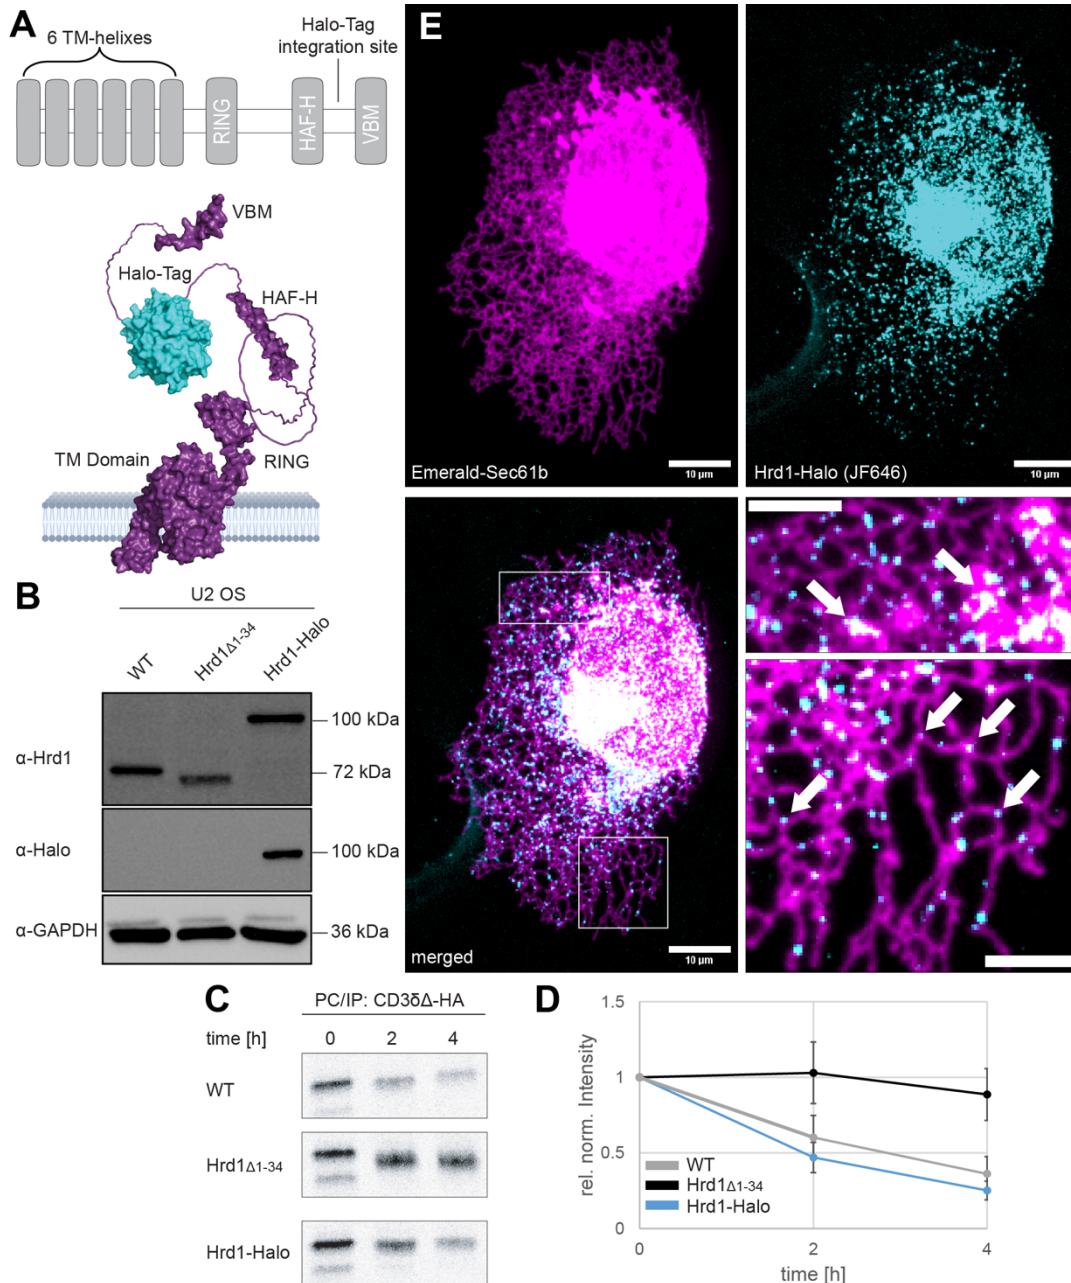 A
6 TM-helixes
Halo-Tag
integration site
RING
HAF-H
VBM
VBM
Halo-Tag
HAF-H
TM Domain
RING
B
U2 OS
WT
Hrd1Δ1-34
Hrd1-Halo
α-Hrd1
100 kDa
72 kDa
α-Halo
100 kDa
α-GAPDH
36 kDa
C
PC/IP: CD3δΔ-HA
time [h]
0 2 4
WT
Hrd1Δ1-34
Hrd1-Halo
D
rel. norm. Intensity
1.5
1
0.5
0
WT
Hrd1Δ1-34
Hrd1-Halo
0 2 4
time [h]
E
Emerald-Sec61b
10 µm
Hrd1-Halo (JF646)
10 µm
merged
10 µm